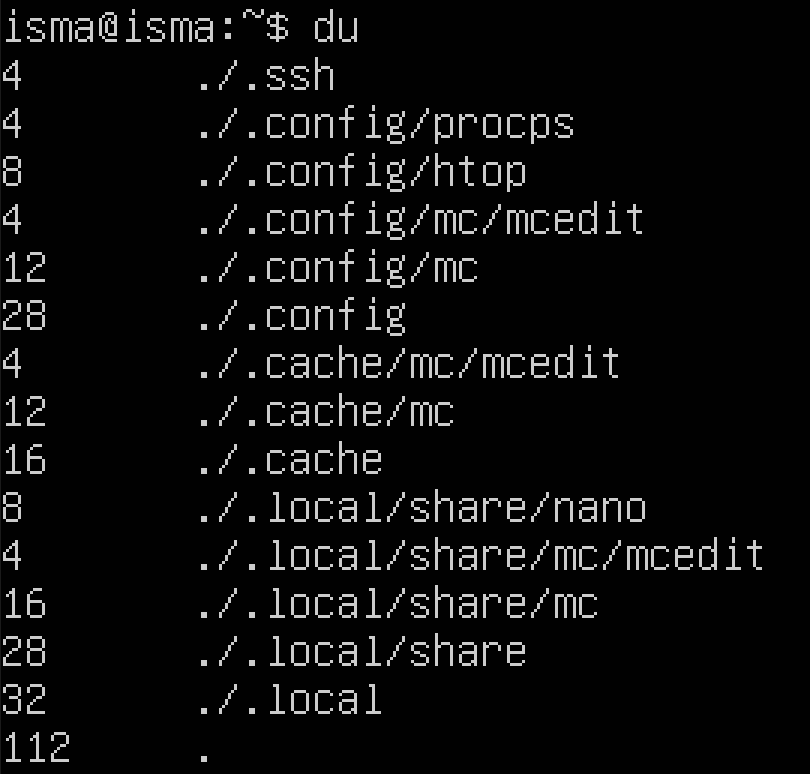 isma@isma:~$ du
4 ./.ssh
4 ./.config/procps
8 ./.config/htop
4 ./.config/mc/mcedit
12 ./.config/mc
28 ./.config
4 ./.cache/mc/mcedit
12 ./.cache/mc
16 ./.cache
8 ./.local/share/nano
4 ./.local/share/mc/mcedit
16 ./.local/share/mc
28 ./.local/share
32 ./.local
112 .